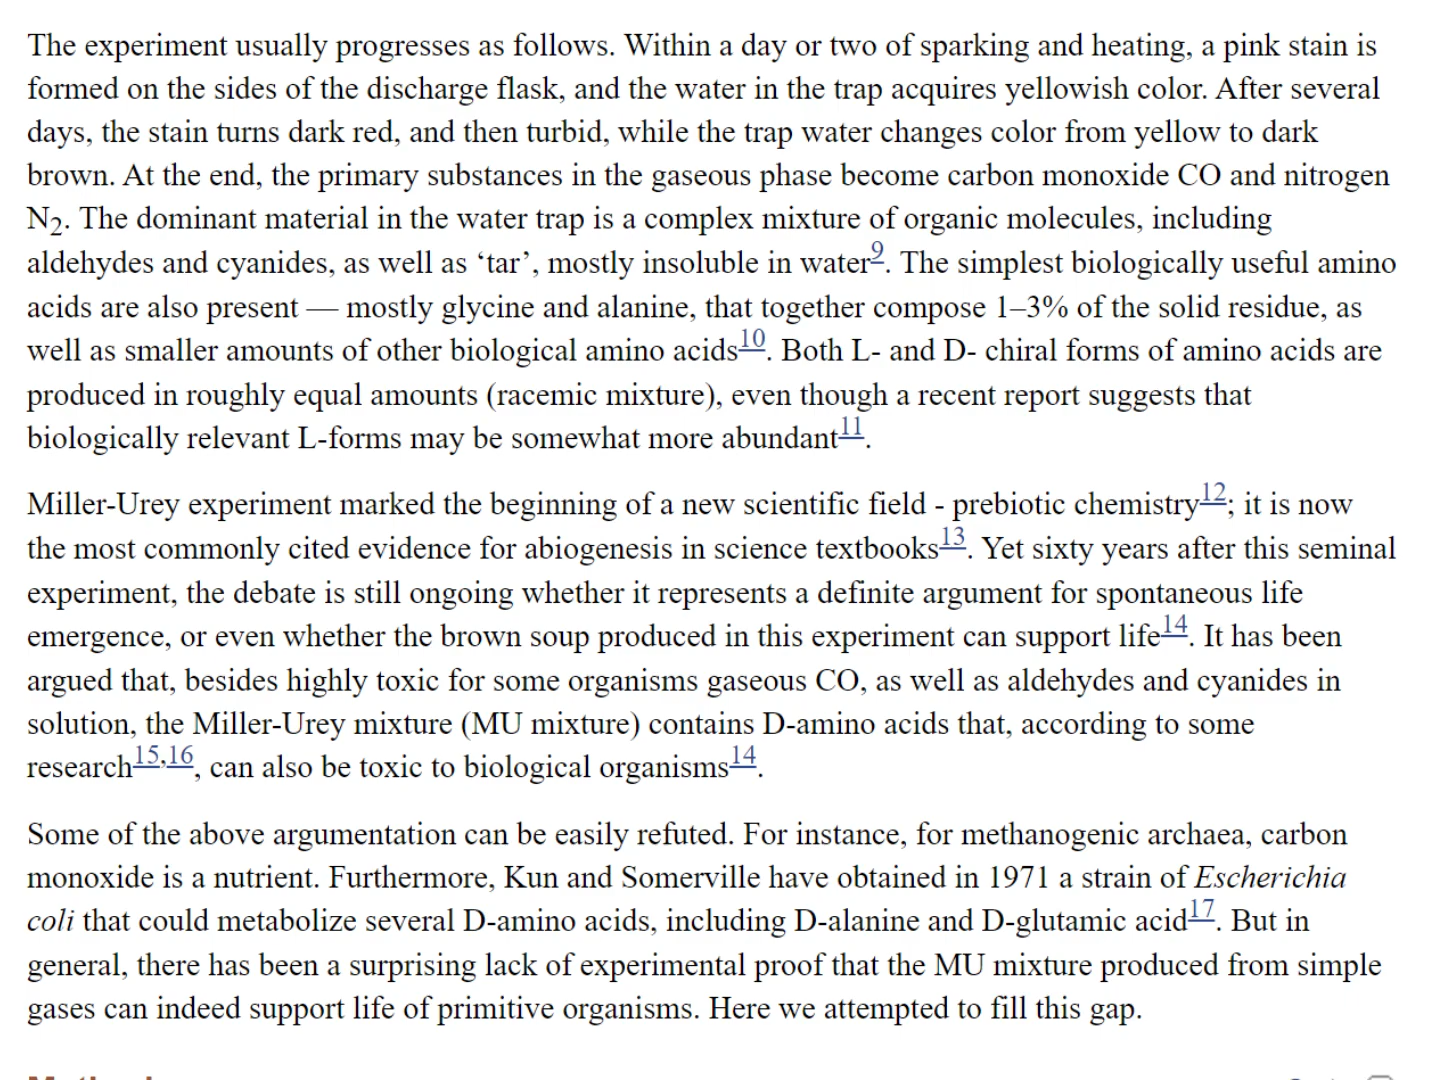 The experiment usually progresses as follows. Within a day or two of sparking and heating, a pink stain is
formed on the sides of the discharge flask, and the water in the trap acquires yellowish color. After several
days, the stain turns dark red, and then turbid, while the trap water changes color from yellow to dark
brown. At the end, the primary substances in the gaseous phase become carbon monoxide CO and nitrogen
N2. The dominant material in the water trap is a complex mixture of organic molecules, including
aldehydes and cyanides, as well as ‘tar’, mostly insoluble in water9. The simplest biologically useful amino
acids are also present — mostly glycine and alanine, that together compose 1–3% of the solid residue, as
well as smaller amounts of other biological amino acids10. Both L- and D- chiral forms of amino acids are
produced in roughly equal amounts (racemic mixture), even though a recent report suggests that
biologically relevant L-forms may be somewhat more abundant11.
Miller-Urey experiment marked the beginning of a new scientific field - prebiotic chemistry12; it is now
the most commonly cited evidence for abiogenesis in science textbooks13. Yet sixty years after this seminal
experiment, the debate is still ongoing whether it represents a definite argument for spontaneous life
emergence, or even whether the brown soup produced in this experiment can support life14. It has been
argued that, besides highly toxic for some organisms gaseous CO, as well as aldehydes and cyanides in
solution, the Miller-Urey mixture (MU mixture) contains D-amino acids that, according to some
research15,16, can also be toxic to biological organisms14.
Some of the above argumentation can be easily refuted. For instance, for methanogenic archaea, carbon
monoxide is a nutrient. Furthermore, Kun and Somerville have obtained in 1971 a strain of Escherichia
coli that could metabolize several D-amino acids, including D-alanine and D-glutamic acid17. But in
general, there has been a surprising lack of experimental proof that the MU mixture produced from simple
gases can indeed support life of primitive organisms. Here we attempted to fill this gap.